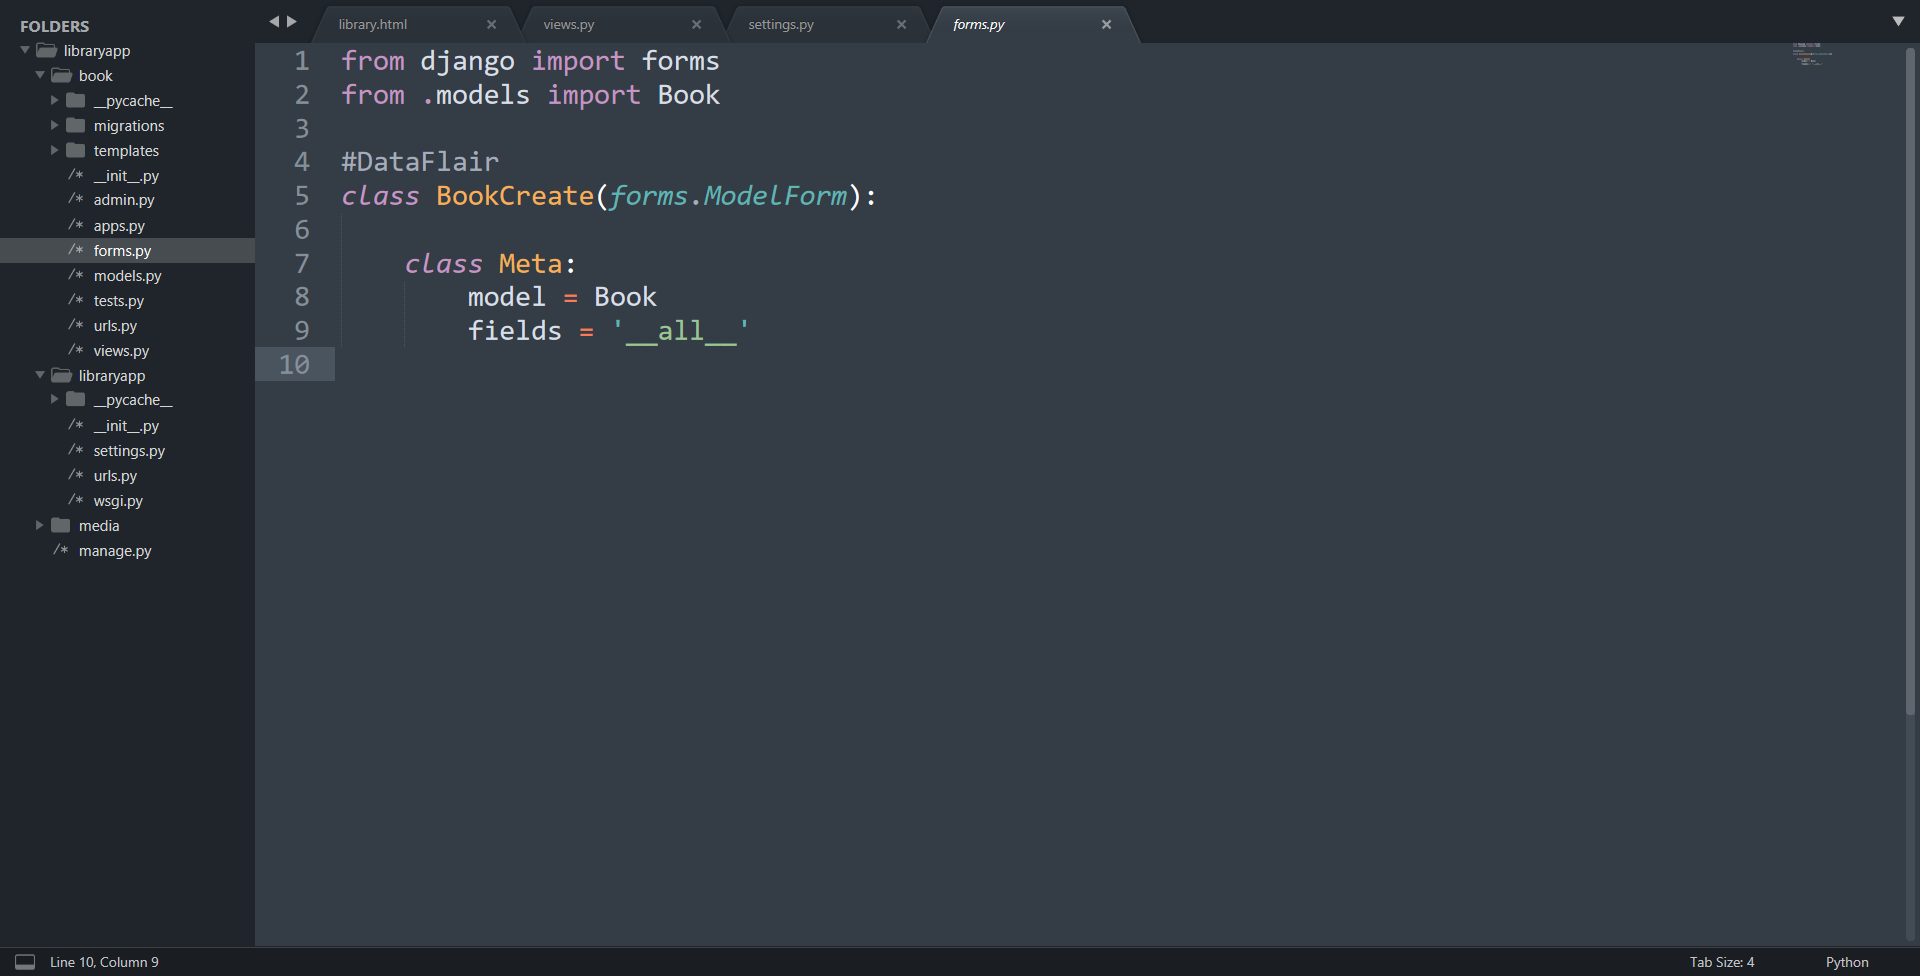 FOLDERS
libraryapp
book
__pycache__
migrations
templates
/* __init__.py
/* admin.py
/* apps.py
/* forms.py
/* models.py
/* tests.py
/* urls.py
/* views.py
libraryapp
__pycache__
/* __init__.py
/* settings.py
/* urls.py
/* wsgi.py
media
/* manage.py
library.html ×
views.py ×
settings.py ×
forms.py ×
1 from django import forms
2 from .models import Book
3
4 #DataFlair
5 class BookCreate(forms.ModelForm):
6
7     class Meta:
8         model = Book
9         fields = '__all__'
10
Line 10, Column 9
Tab Size: 4
Python